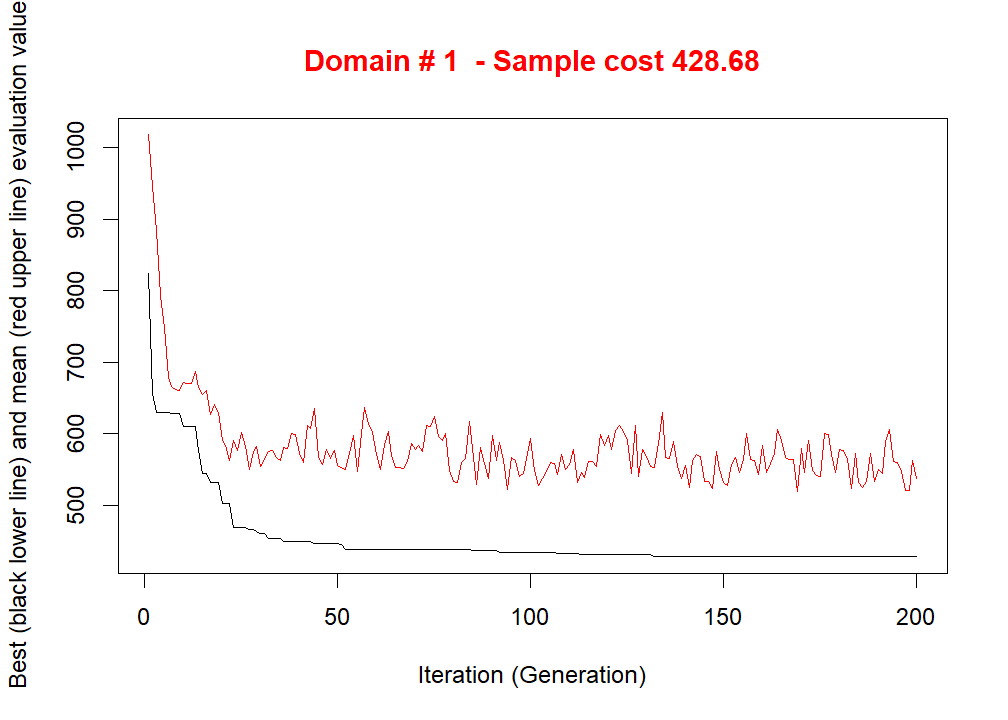 Domain # 1  - Sample cost 428.68
Best (black lower line) and mean (red upper line) evaluation value
1000
900
800
700
600
500
0 50 100 150 200
Iteration (Generation)